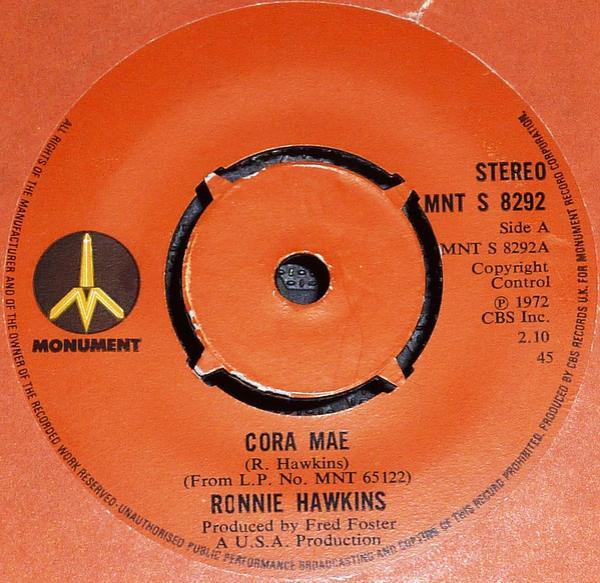 STEREO
MNT S 8292
Side A
MNT S 8292A
Copyright
Control
℗ 1972
CBS Inc.
2.10
45
MONUMENT
CORA MAE
(R. Hawkins)
(From L.P. No. MNT 65122)
RONNIE HAWKINS
Produced by Fred Foster
A U.S.A. Production
ALL RIGHTS OF THE MANUFACTURER AND OF THE OWNER OF THE RECORDED WORK RESERVED-UNAUTHORISED PUBLIC PERFORMANCE BROADCASTING AND COPYING OF THIS RECORD PROHIBITED. PRODUCED BY CBS RECORDS U.K. FOR MONUMENT RECORD CORPORATION.